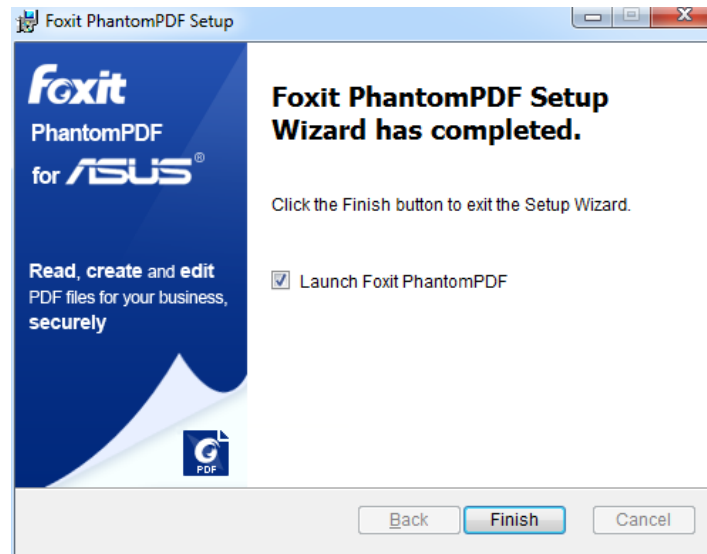 Foxit PhantomPDF Setup
Foxit
PhantomPDF
for ASUS®
Read, create and edit
PDF files for your business,
securely
PDF
Foxit PhantomPDF Setup
Wizard has completed.
Click the Finish button to exit the Setup Wizard.
Launch Foxit PhantomPDF
Back Finish Cancel